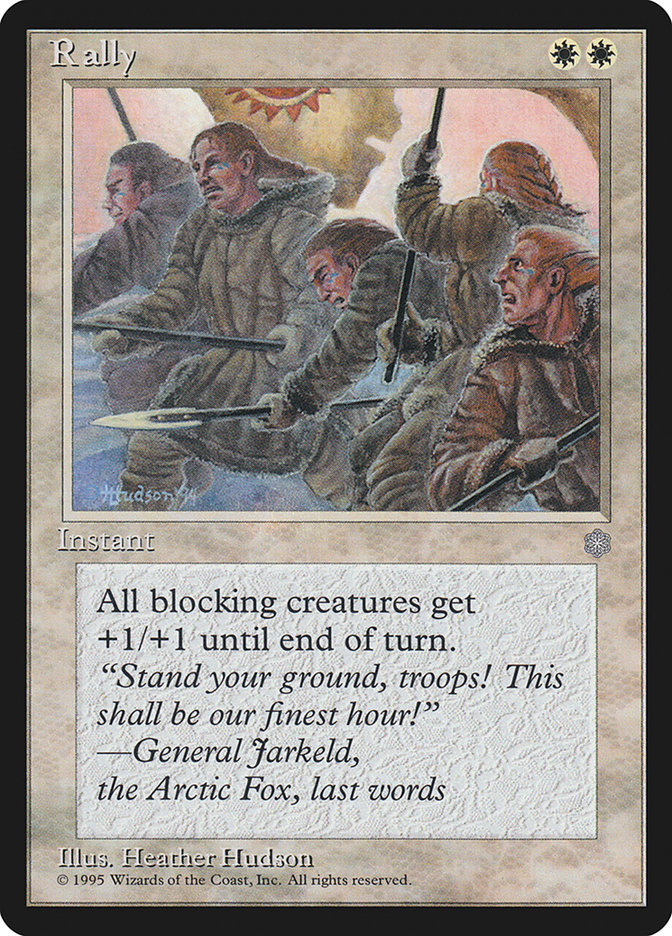 Rally
HHudson '94
Instant
All blocking creatures get
+1/+1 until end of turn.
“Stand your ground, troops! This
shall be our finest hour!”
—General Jarkeld,
the Arctic Fox, last words
Illus. Heather Hudson
© 1995 Wizards of the Coast, Inc. All rights reserved.